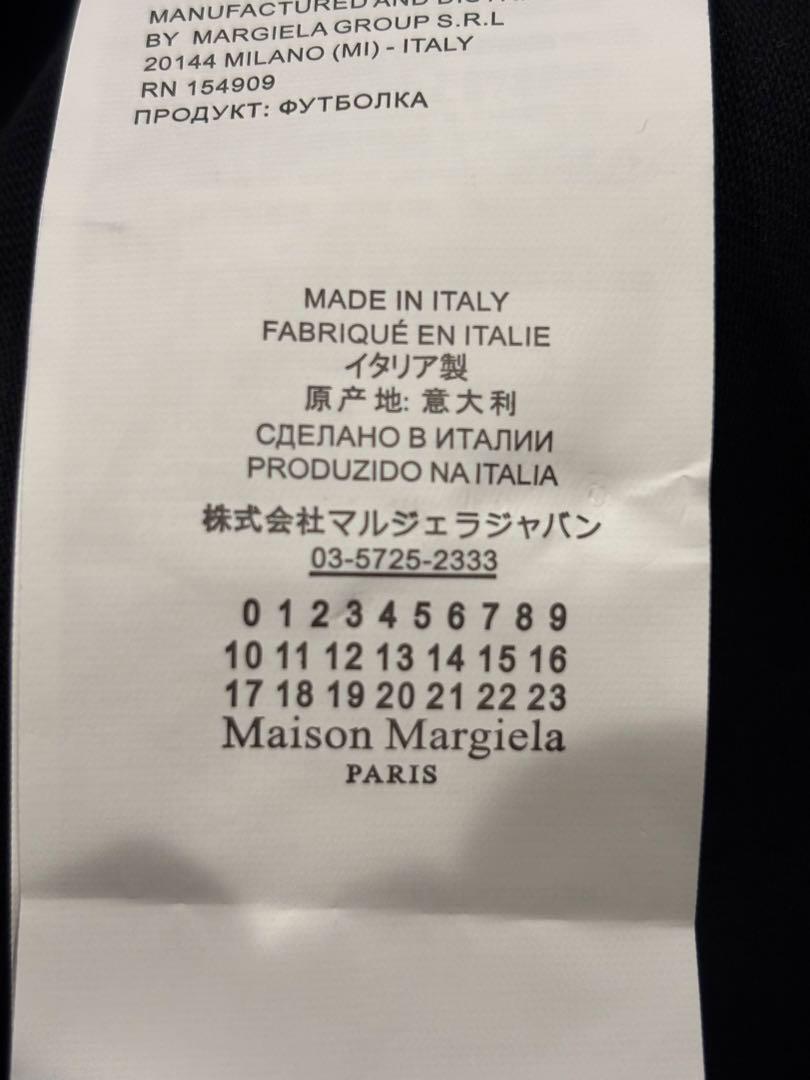 MANUFACTURED AND
BY MARGIELA GROUP S.R.L
20144 MILANO (MI) - ITALY
RN 154909
ПРОДУКТ: ФУТБОЛКА
MADE IN ITALY
FABRIQUÉ EN ITALIE
イタリア製
原产地: 意大利
СДЕЛАНО В ИТАЛИИ
PRODUZIDO NA ITALIA
株式会社マルジェラジャパン
03-5725-2333
0 1 2 3 4 5 6 7 8 9
10 11 12 13 14 15 16
17 18 19 20 21 22 23
Maison Margiela
PARIS